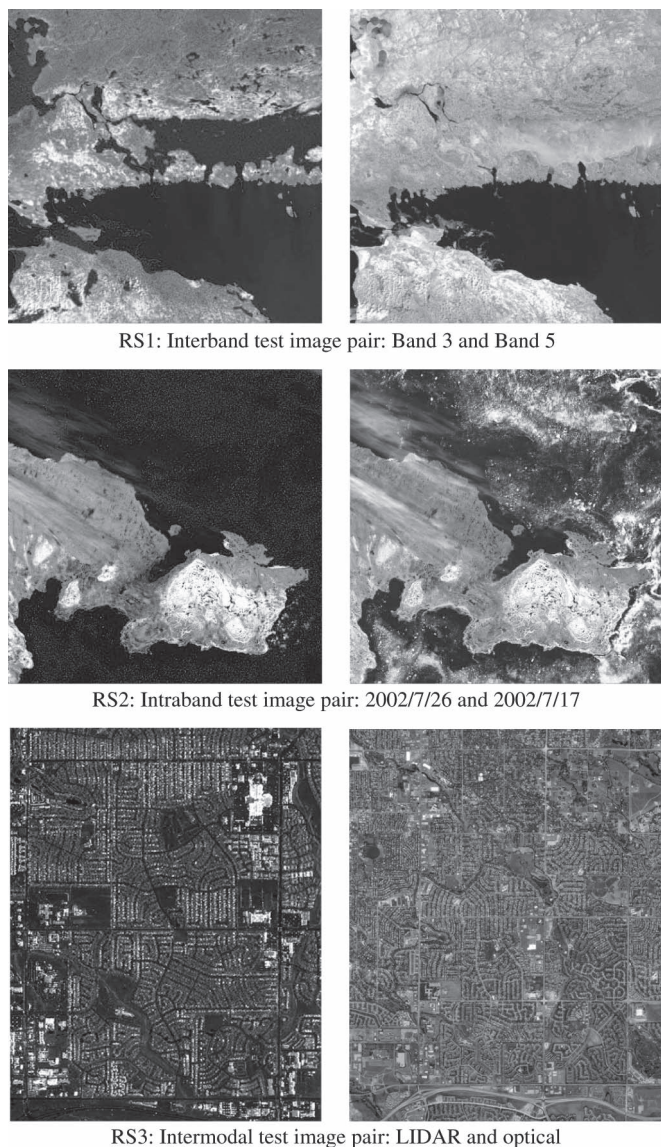 RS1: Interband test image pair: Band 3 and Band 5
RS2: Intraband test image pair: 2002/7/26 and 2002/7/17
RS3: Intermodal test image pair: LIDAR and optical